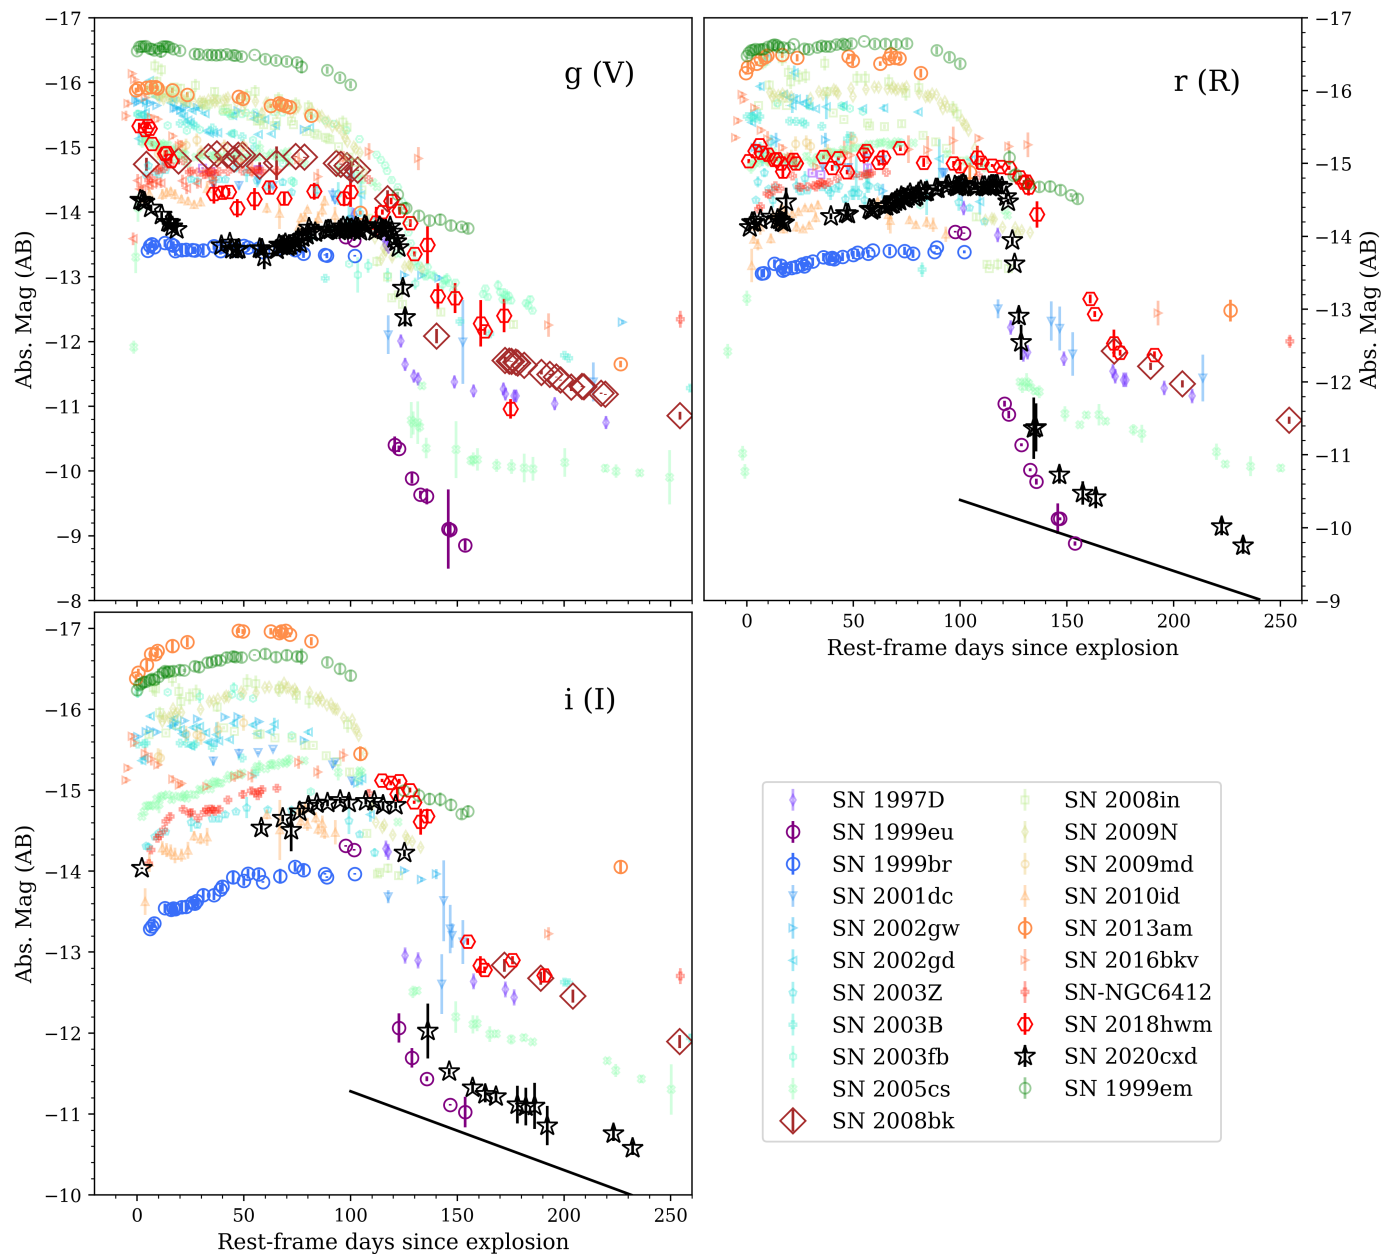 g (V)
r (R)
−17
−16
−15
−14
−13
−12
−11
−10
−9
−8
Abs. Mag (AB)
−17
−16
−15
−14
−13
−12
−11
−10
−9
Abs. Mag (AB)
0 50 100 150 200 250
Rest-frame days since explosion
i (I)
−17
−16
−15
−14
−13
−12
−11
−10
Abs. Mag (AB)
0 50 100 150 200 250
Rest-frame days since explosion
SN 1997D
SN 1999eu
SN 1999br
SN 2001dc
SN 2002gw
SN 2002gd
SN 2003Z
SN 2003B
SN 2003fb
SN 2005cs
SN 2008bk
SN 2008in
SN 2009N
SN 2009md
SN 2010id
SN 2013am
SN 2016bkv
SN-NGC6412
SN 2018hwm
SN 2020cxd
SN 1999em